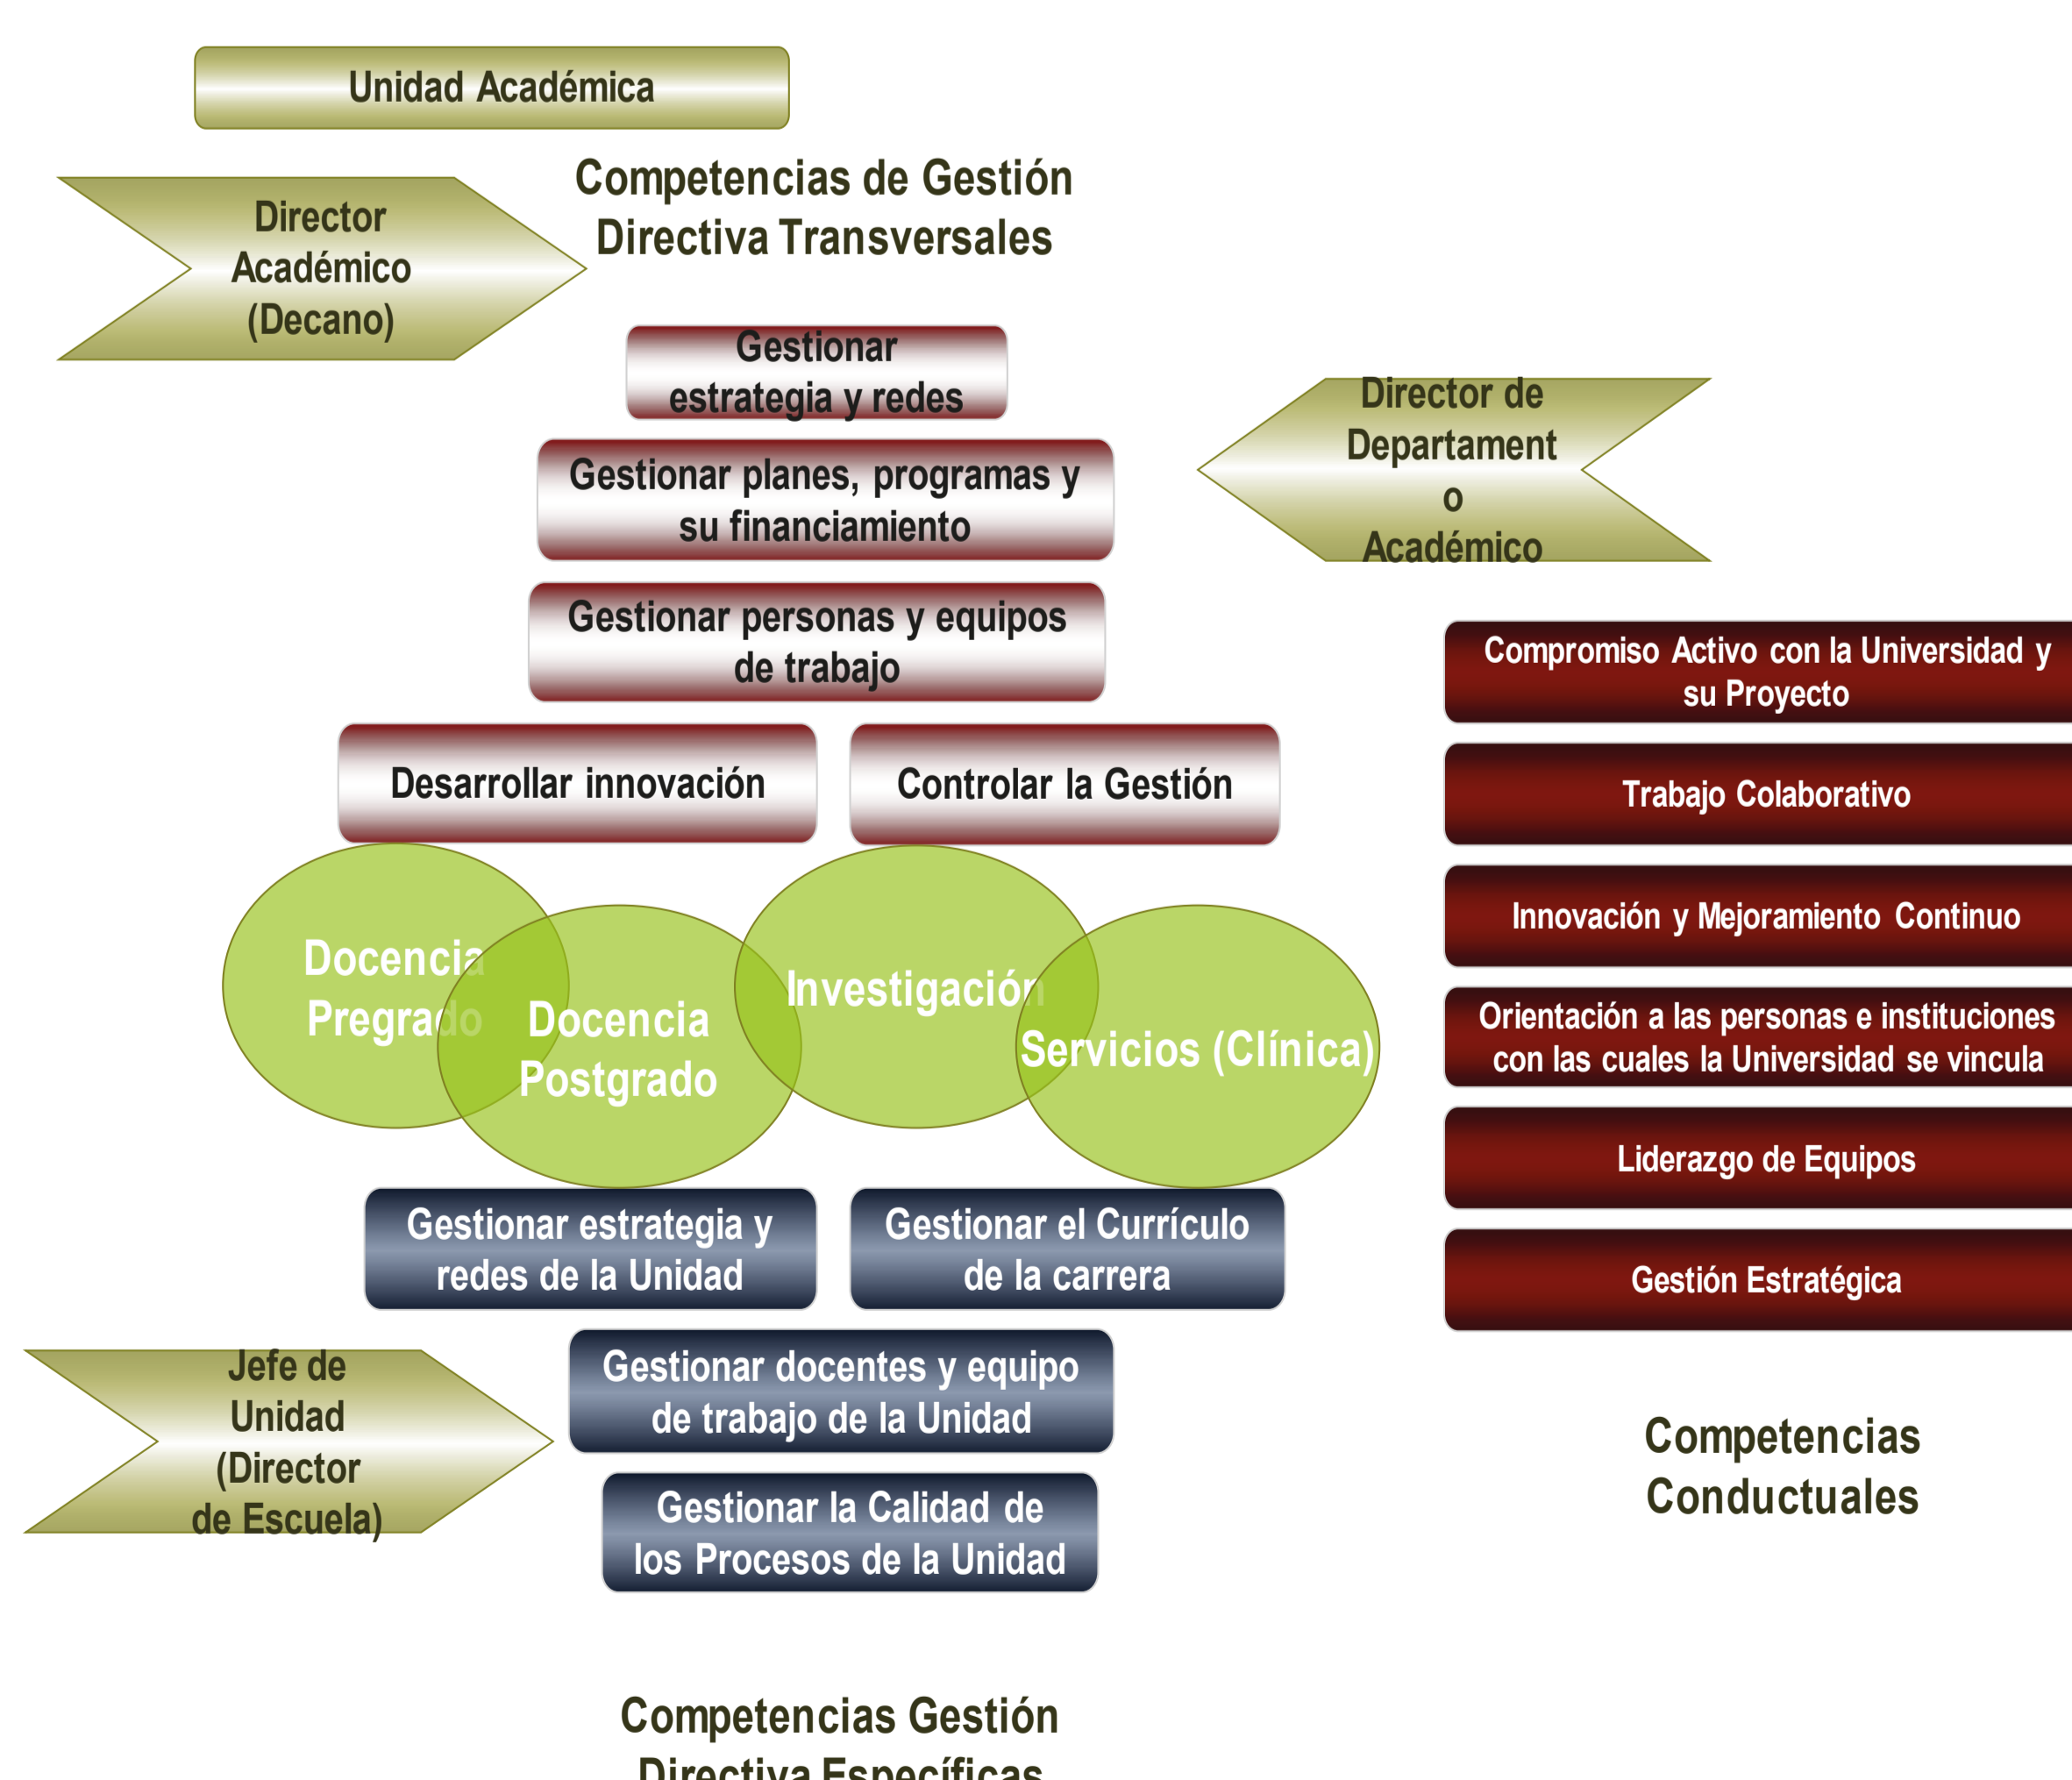 Unidad Académica
Competencias de Gestión
Directiva Transversales
Director
Académico
(Decano)
Gestionar
estrategia y redes
Director de
Departament
o
Académico
Gestionar planes, programas y
su financiamiento
Gestionar personas y equipos
de trabajo
Desarrollar innovación
Controlar la Gestión
Docencia
Pregrado
Docencia
Postgrado
Investigación
Servicios (Clínica)
Gestionar estrategia y
redes de la Unidad
Gestionar el Currículo
de la carrera
Gestionar docentes y equipo
de trabajo de la Unidad
Gestionar la Calidad de
los Procesos de la Unidad
Jefe de
Unidad
(Director
de Escuela)
Competencias Gestión
Directiva Específicas
Compromiso Activo con la Universidad y
su Proyecto
Trabajo Colaborativo
Innovación y Mejoramiento Continuo
Orientación a las personas e instituciones
con las cuales la Universidad se vincula
Liderazgo de Equipos
Gestión Estratégica
Competencias
Conductuales